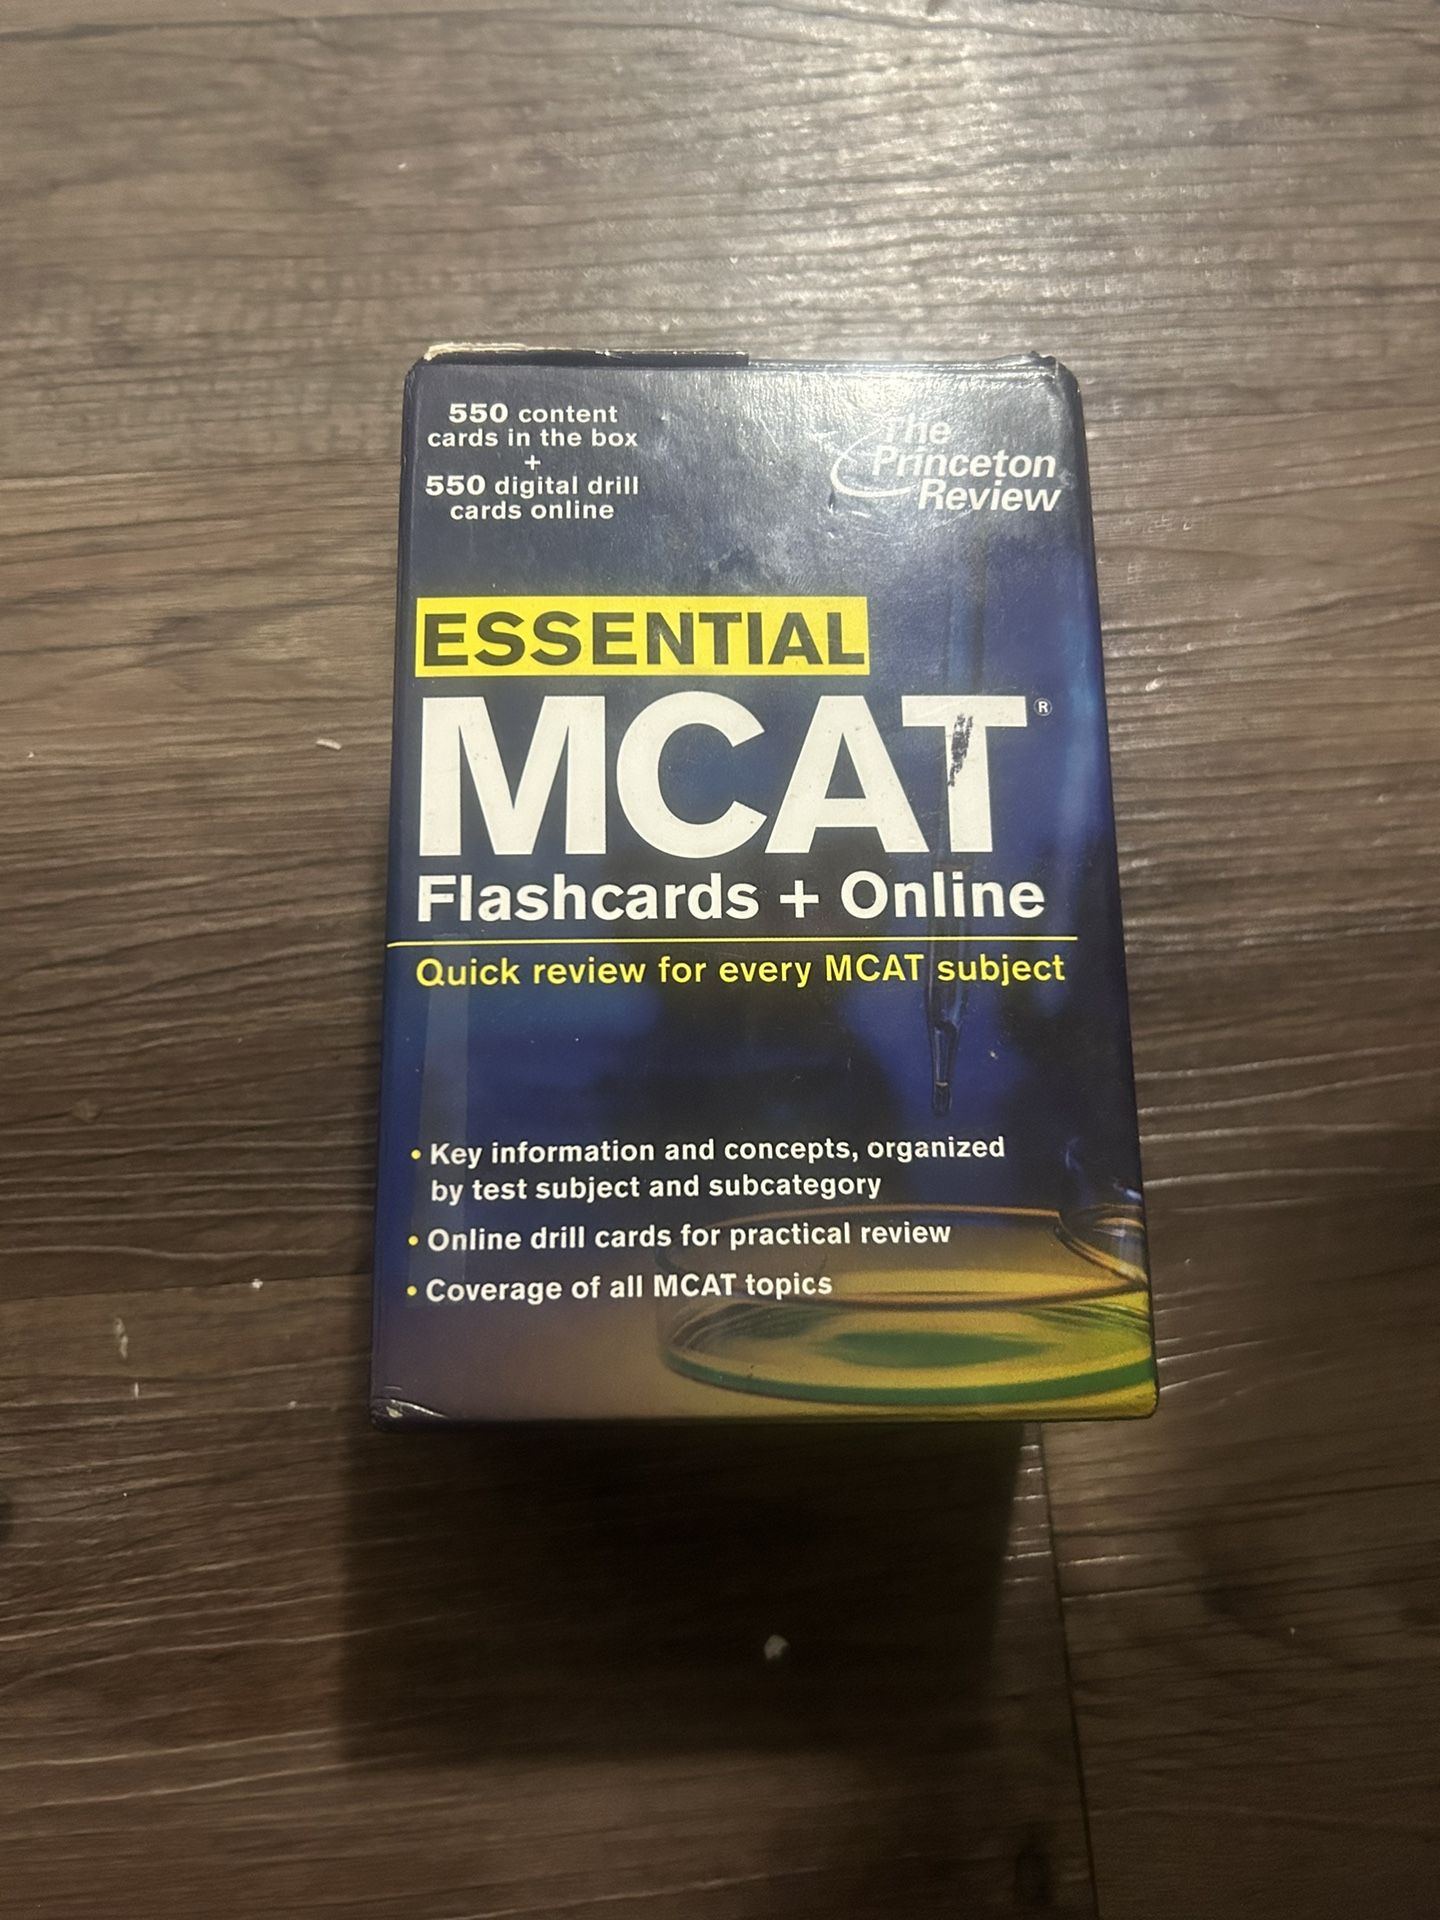 550 content
cards in the box
+
550 digital drill
cards online
The
Princeton
Review
ESSENTIAL
MCAT®
Flashcards + Online
Quick review for every MCAT subject
• Key information and concepts, organized
by test subject and subcategory
• Online drill cards for practical review
• Coverage of all MCAT topics